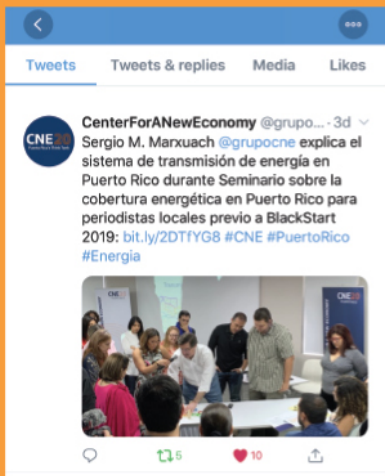 Tweets Tweets & replies Media Likes
CenterForANewEconomy @grupo... · 3d
CNE20
Sergio M. Marxuach @grupocne explica el
sistema de transmisión de energía en
Puerto Rico durante Seminario sobre la
cobertura energética en Puerto Rico para
periodistas locales previo a BlackStart
2019: bit.ly/2DTfYG8 #CNE #PuertoRico
#Energia
CNE20
5 10